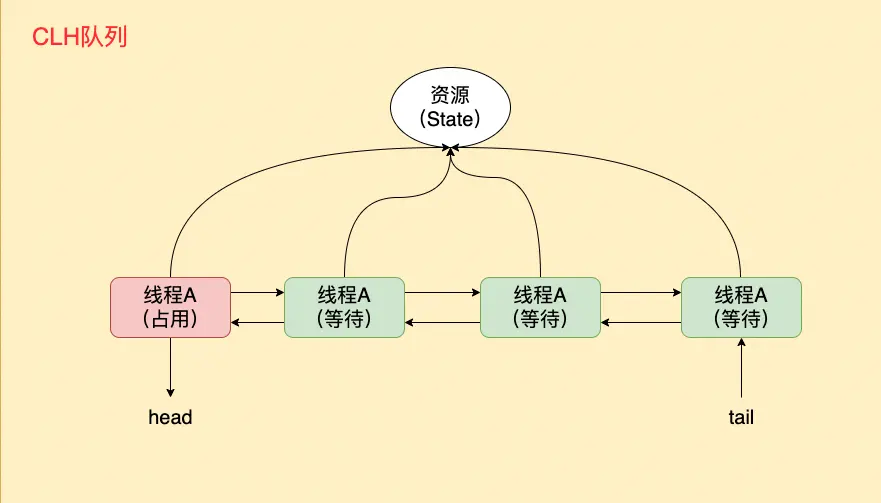 CLH队列
资源
（State）
线程A
（占用）
线程A
（等待）
线程A
（等待）
线程A
（等待）
head
tail